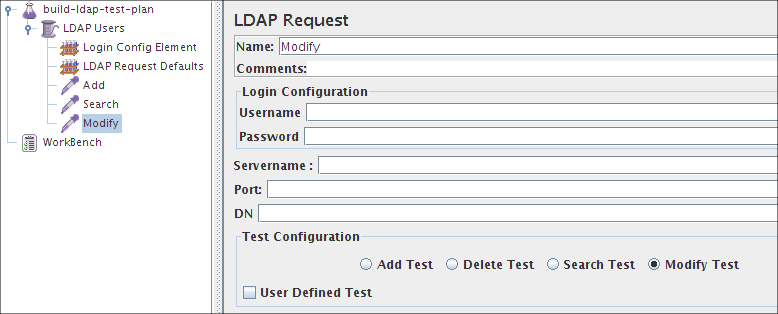 build-ldap-test-plan
LDAP Users
Login Config Element
LDAP Request Defaults
Add
Search
Modify
WorkBench
LDAP Request
Name: Modify
Comments:
Login Configuration
Username
Password
Servername :
Port:
DN
Test Configuration
Add Test Delete Test Search Test Modify Test
User Defined Test